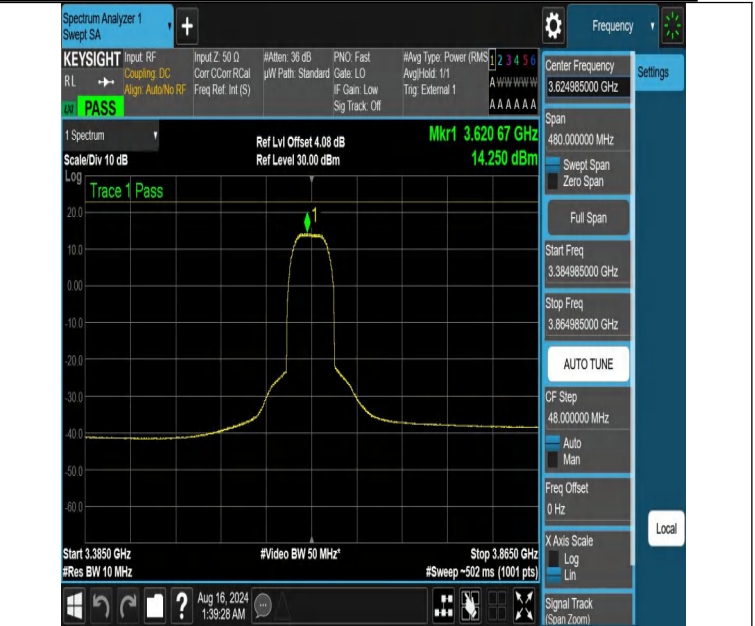 Spectrum Analyzer 1
Swept SA
+
Frequency
KEYSIGHT
RL
PASS
Input: RF
Coupling: DC
Align: Auto/No RF
Input Z: 50 Ω
Corr CCorr RCal
Freq Ref: Int (S)
#Atten: 36 dB
µW Path: Standard
PNO: Fast
Gate: LO
IF Gain: Low
Sig Track: Off
#Avg Type: Power (RMS
Avg|Hold: 1/1
Trig: External 1
1 2 3 4 5 6
A W W W W W
A A A A A A
1 Spectrum
Scale/Div 10 dB
Ref Lvl Offset 4.08 dB
Ref Level 30.00 dBm
Mkr1 3.620 67 GHz
14.250 dBm
Log
Trace 1 Pass
1
20.0
10.0
0.00
-10.0
-20.0
-30.0
-40.0
-50.0
-60.0
Start 3.3850 GHz
#Res BW 10 MHz
#Video BW 50 MHz*
Stop 3.8650 GHz
#Sweep ~502 ms (1001 pts)
Center Frequency
3.624985000 GHz
Settings
Span
480.000000 MHz
Swept Span
Zero Span
Full Span
Start Freq
3.384985000 GHz
Stop Freq
3.864985000 GHz
AUTO TUNE
CF Step
48.000000 MHz
Auto
Man
Freq Offset
0 Hz
X Axis Scale
Log
Lin
Local
Signal Track
(Span Zoom)
?
Aug 16, 2024
1:39:28 AM